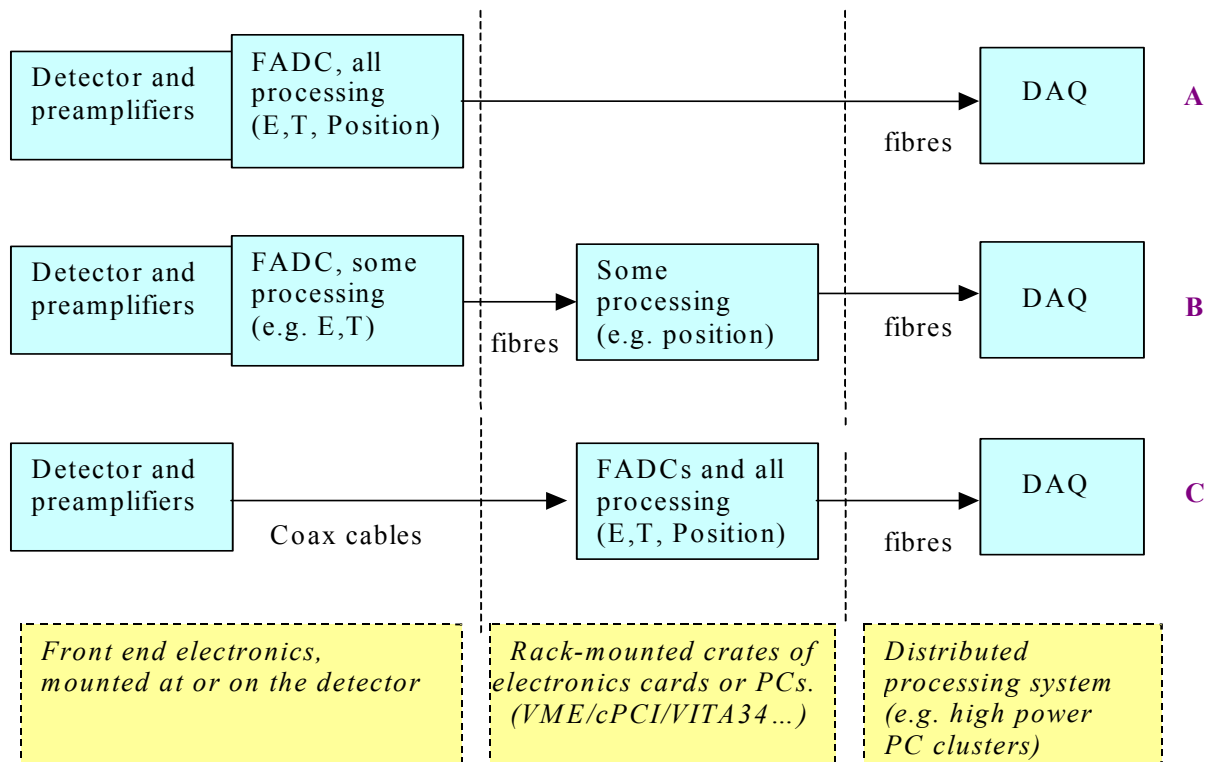 Detector and
preamplifiers
FADC, all
processing
(E,T, Position)
fibres
DAQ
A
Detector and
preamplifiers
FADC, some
processing
(e.g. E,T)
fibres
Some
processing
(e.g. position)
fibres
DAQ
B
Detector and
preamplifiers
Coax cables
FADCs and all
processing
(E,T, Position)
fibres
DAQ
C
Front end electronics,
mounted at or on the detector
Rack-mounted crates of
electronics cards or PCs.
(VME/cPCI/VITA34…)
Distributed
processing system
(e.g. high power
PC clusters)